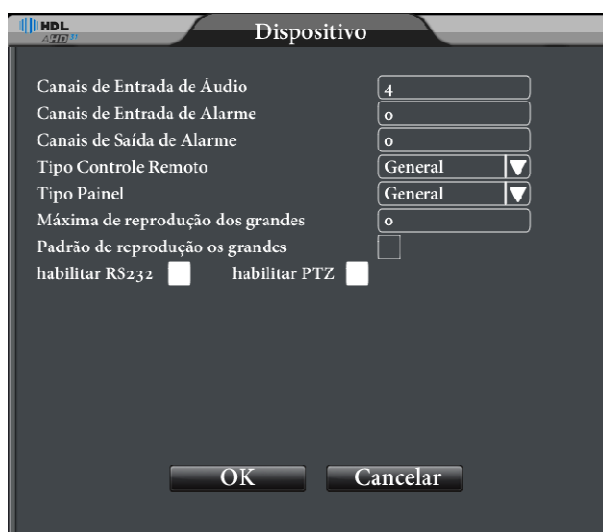 HDL
AHD
Dispositivo
Canais de Entrada de Áudio 4
Canais de Entrada de Alarme 0
Canais de Saída de Alarme 0
Tipo Controle Remoto General
Tipo Painel General
Máxima de reprodução dos grandes 0
Padrão de reprodução os grandes
habilitar RS232 habilitar PTZ
OK Cancelar